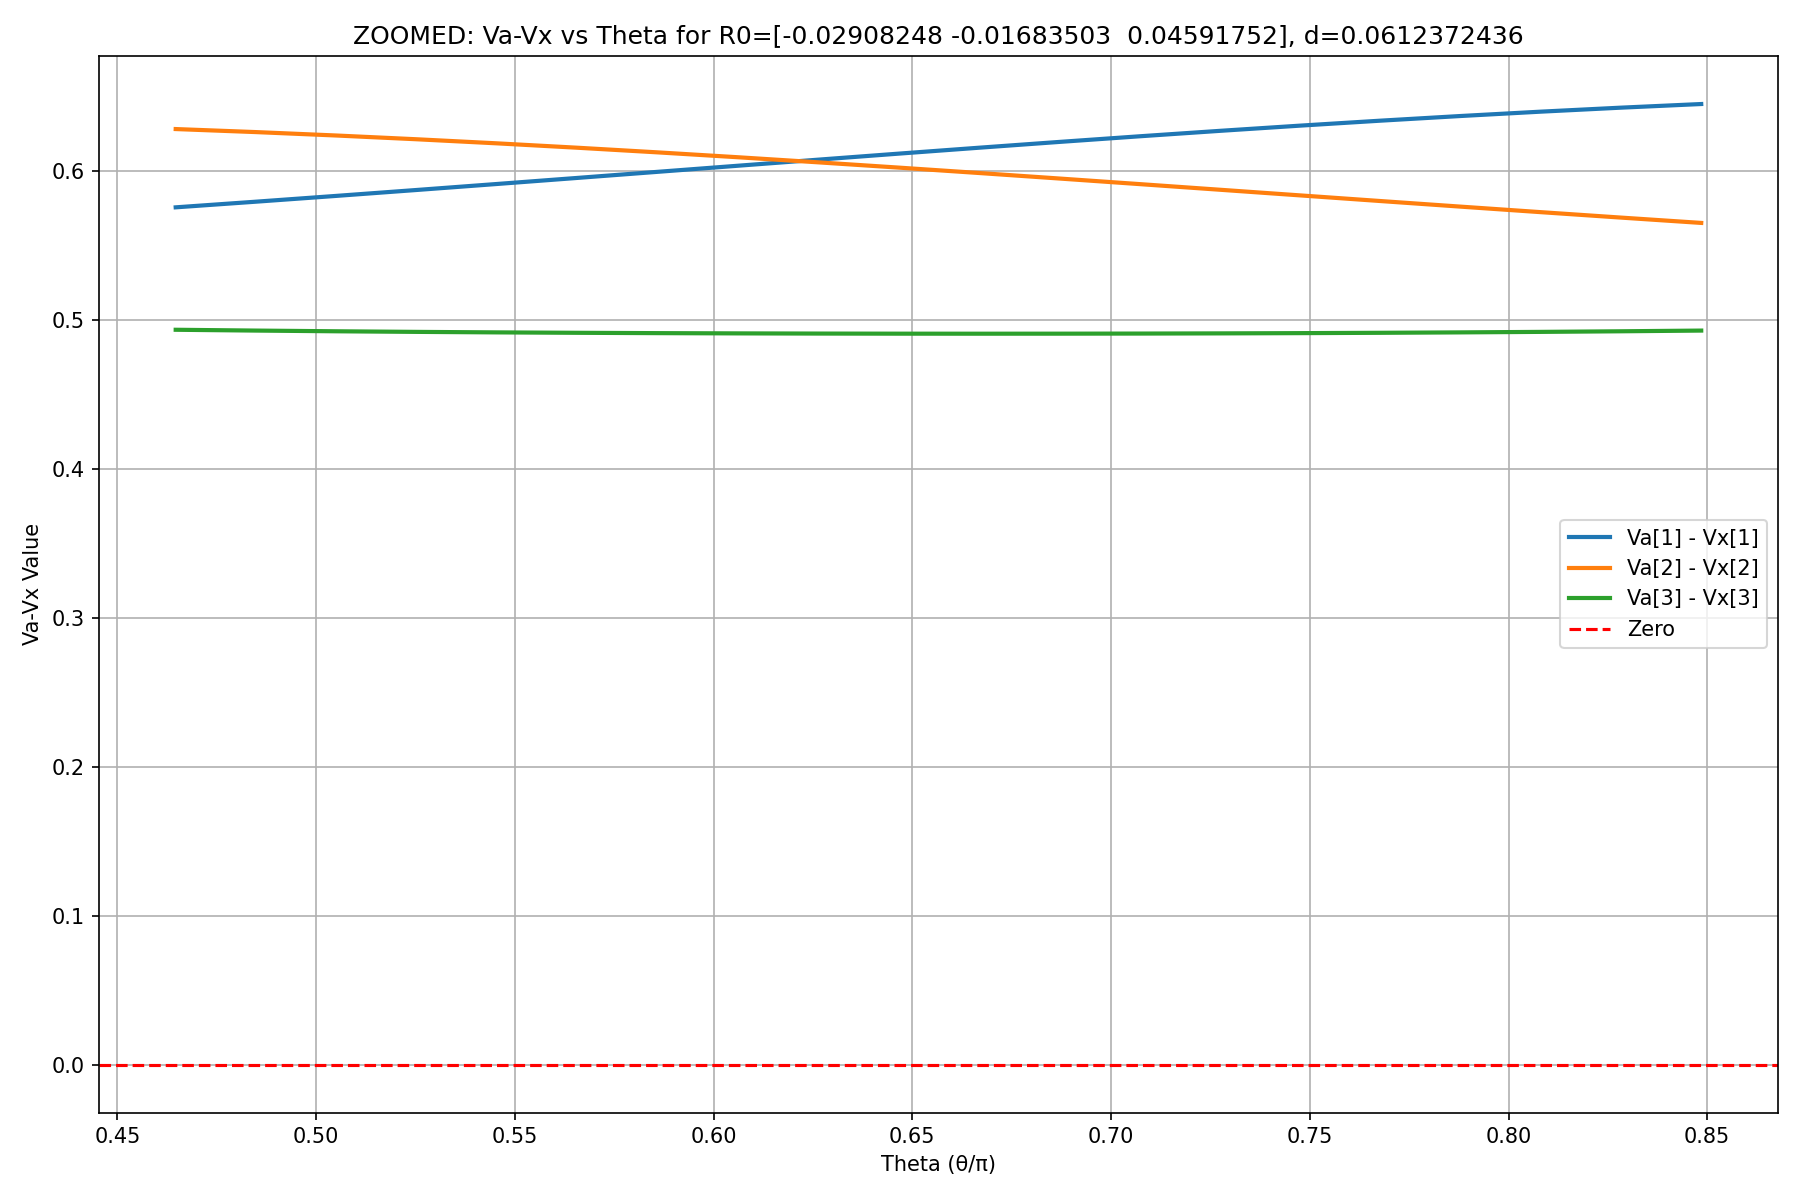 ZOOMED: Va-Vx vs Theta for R0=[-0.02908248 -0.01683503  0.04591752], d=0.0612372436
Va-Vx Value
0.6
0.5
0.4
0.3
0.2
0.1
0.0
Va[1] - Vx[1]
Va[2] - Vx[2]
Va[3] - Vx[3]
Zero
0.45 0.50 0.55 0.60 0.65 0.70 0.75 0.80 0.85
Theta (θ/π)